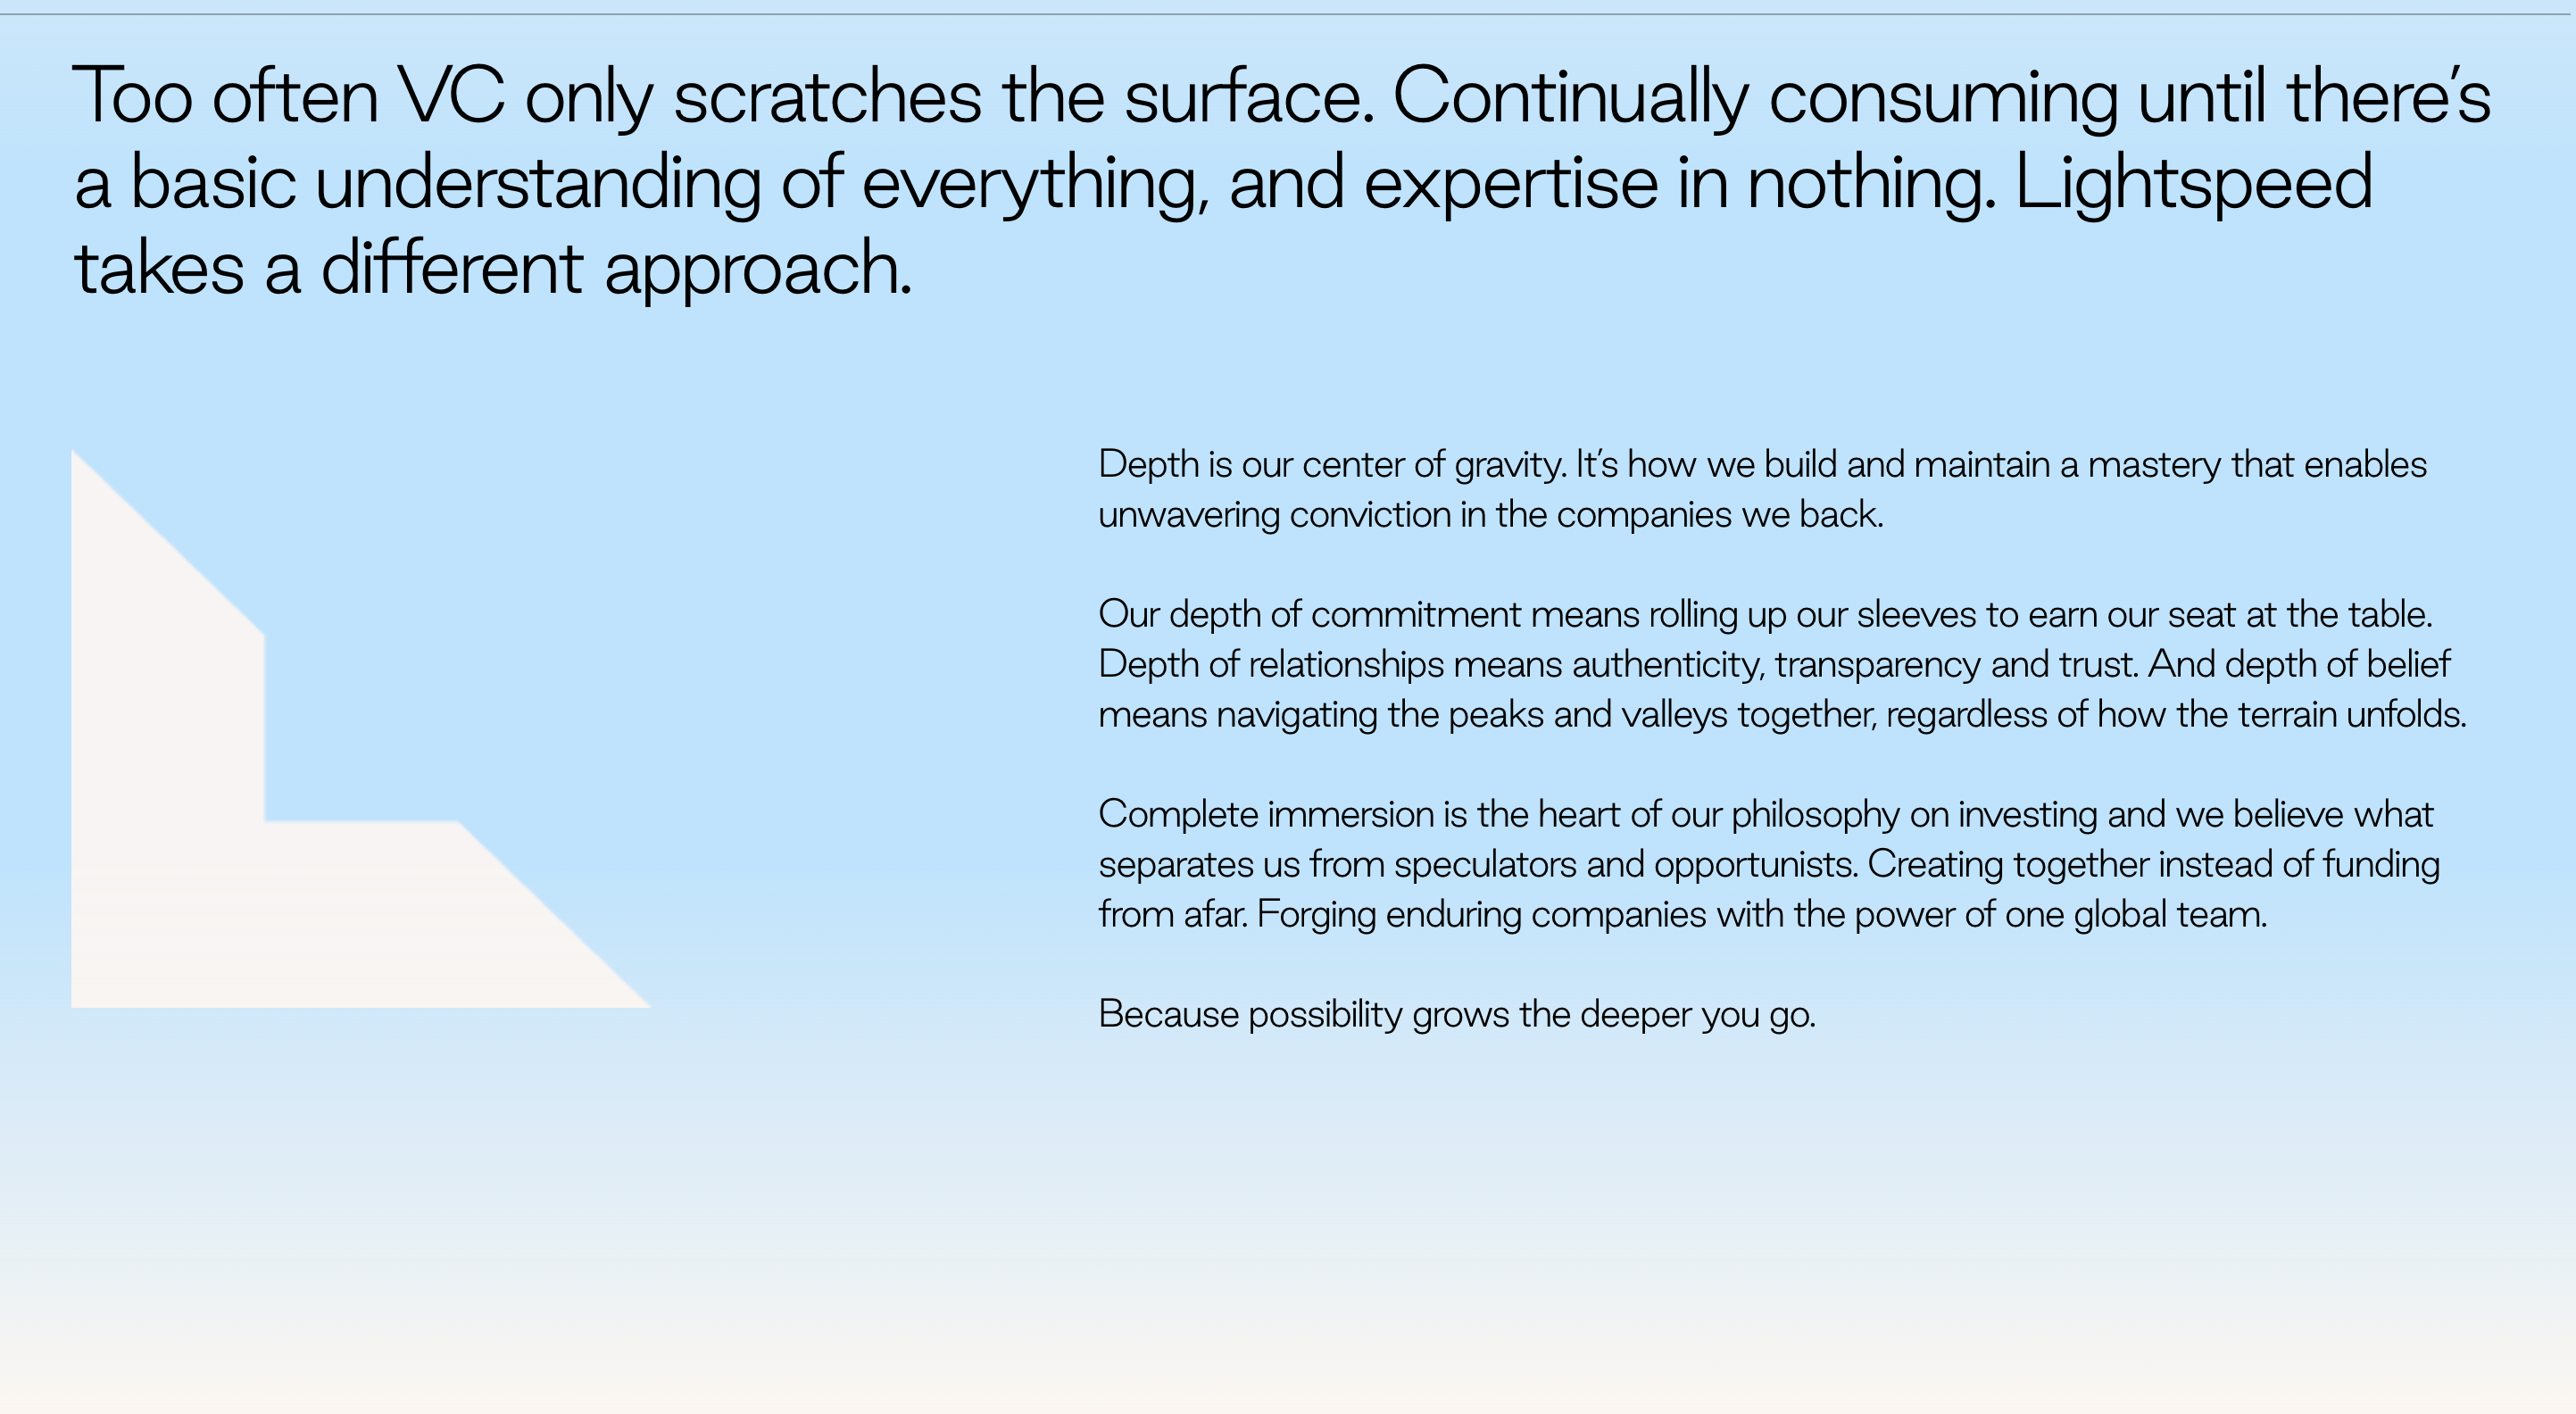 Too often VC only scratches the surface. Continually consuming until there’s
a basic understanding of everything, and expertise in nothing. Lightspeed
takes a different approach.
Depth is our center of gravity. It’s how we build and maintain a mastery that enables
unwavering conviction in the companies we back.
Our depth of commitment means rolling up our sleeves to earn our seat at the table.
Depth of relationships means authenticity, transparency and trust. And depth of belief
means navigating the peaks and valleys together, regardless of how the terrain unfolds.
Complete immersion is the heart of our philosophy on investing and we believe what
separates us from speculators and opportunists. Creating together instead of funding
from afar. Forging enduring companies with the power of one global team.
Because possibility grows the deeper you go.